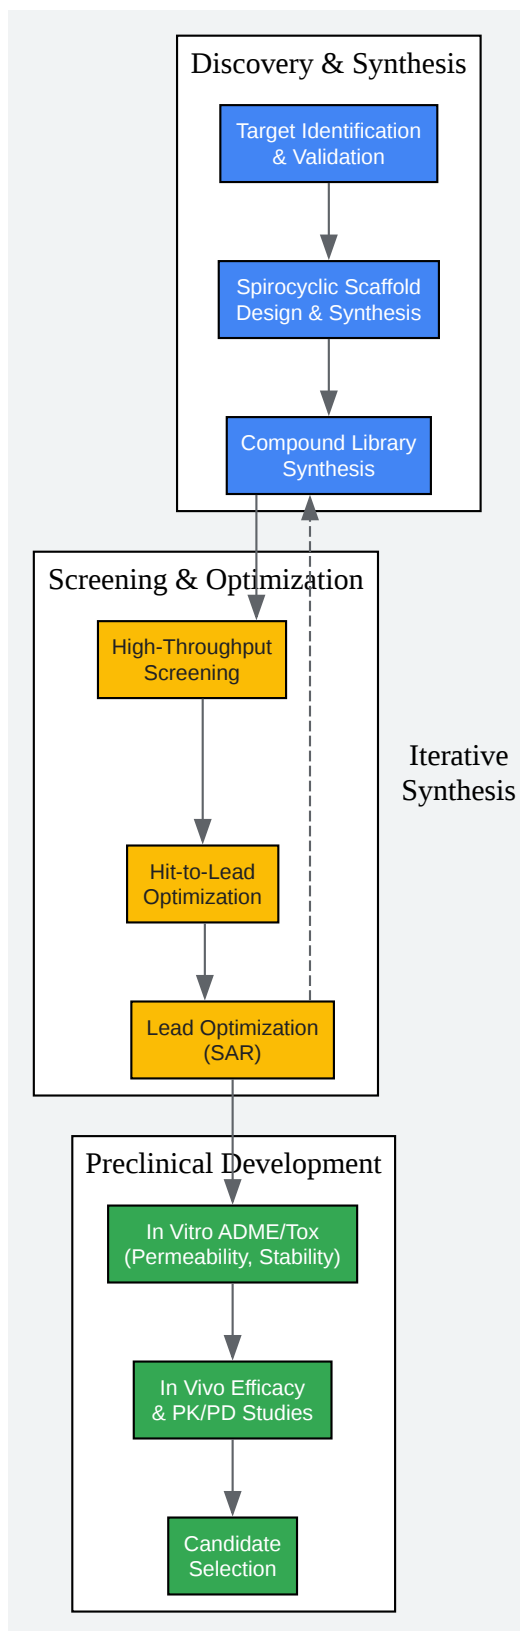 Discovery & Synthesis
Target Identification
& Validation
Spirocyclic Scaffold
Design & Synthesis
Compound Library
Synthesis
Screening & Optimization
High-Throughput
Screening
Iterative
Synthesis
Hit-to-Lead
Optimization
Lead Optimization
(SAR)
Preclinical Development
In Vitro ADME/Tox
(Permeability, Stability)
In Vivo Efficacy
& PK/PD Studies
Candidate
Selection